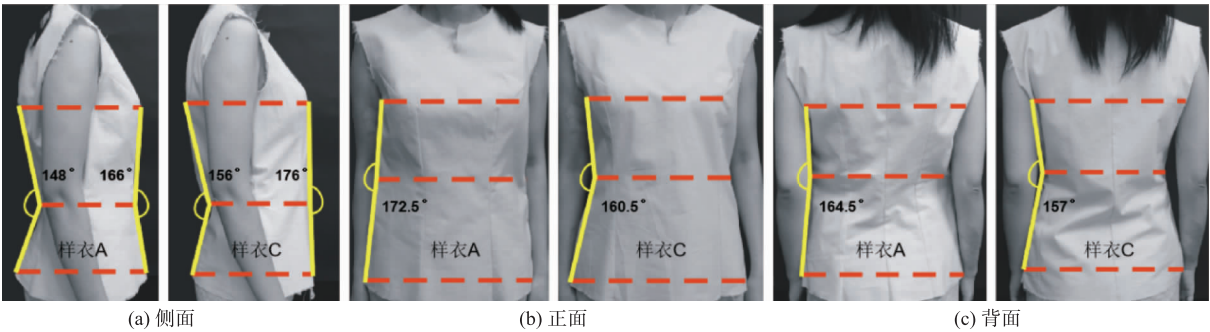 148° 166°
样衣A
156° 176°
样衣C
172.5°
样衣A
160.5°
样衣C
164.5°
样衣A
157°
样衣C
(a) 侧面
(b) 正面
(c) 背面